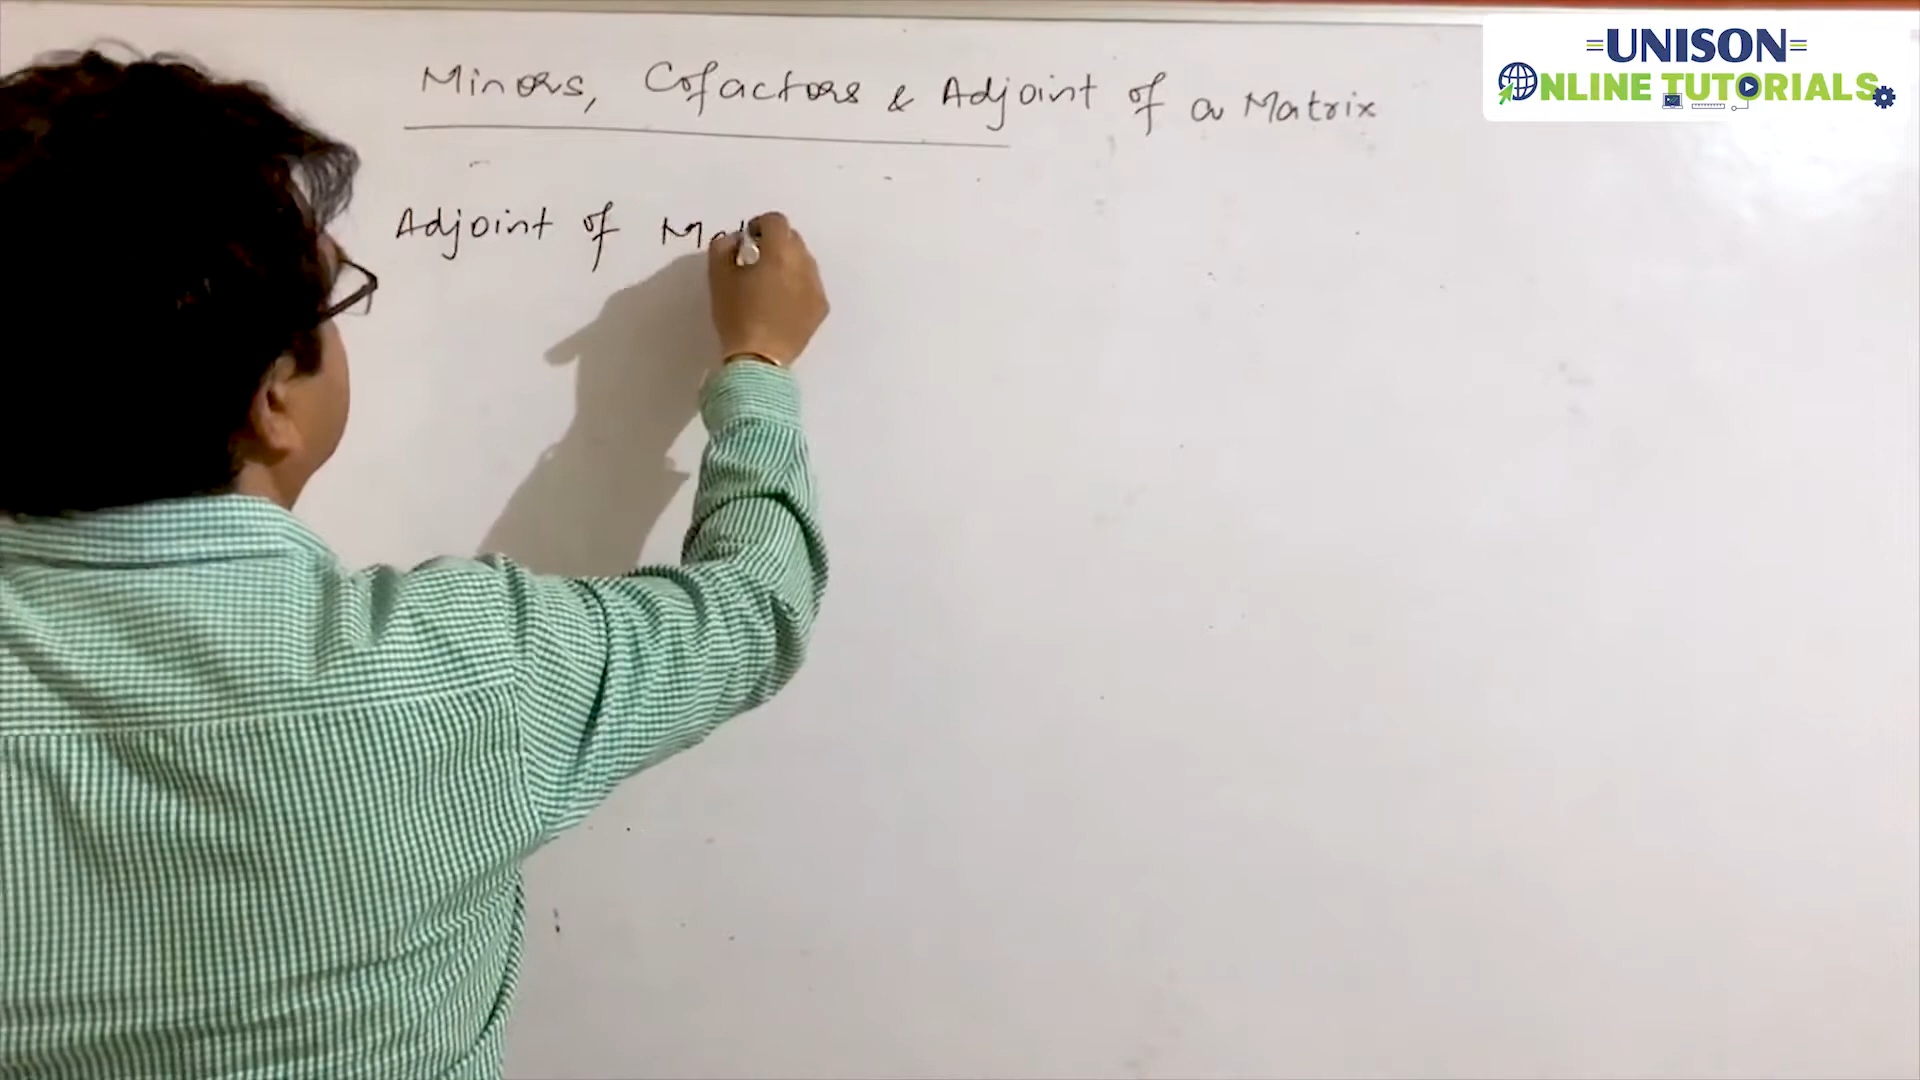 Minors, Cofactors & Adjoint of a Matrix
Adjoint of
UNISON
ONLINE TUTORIALS